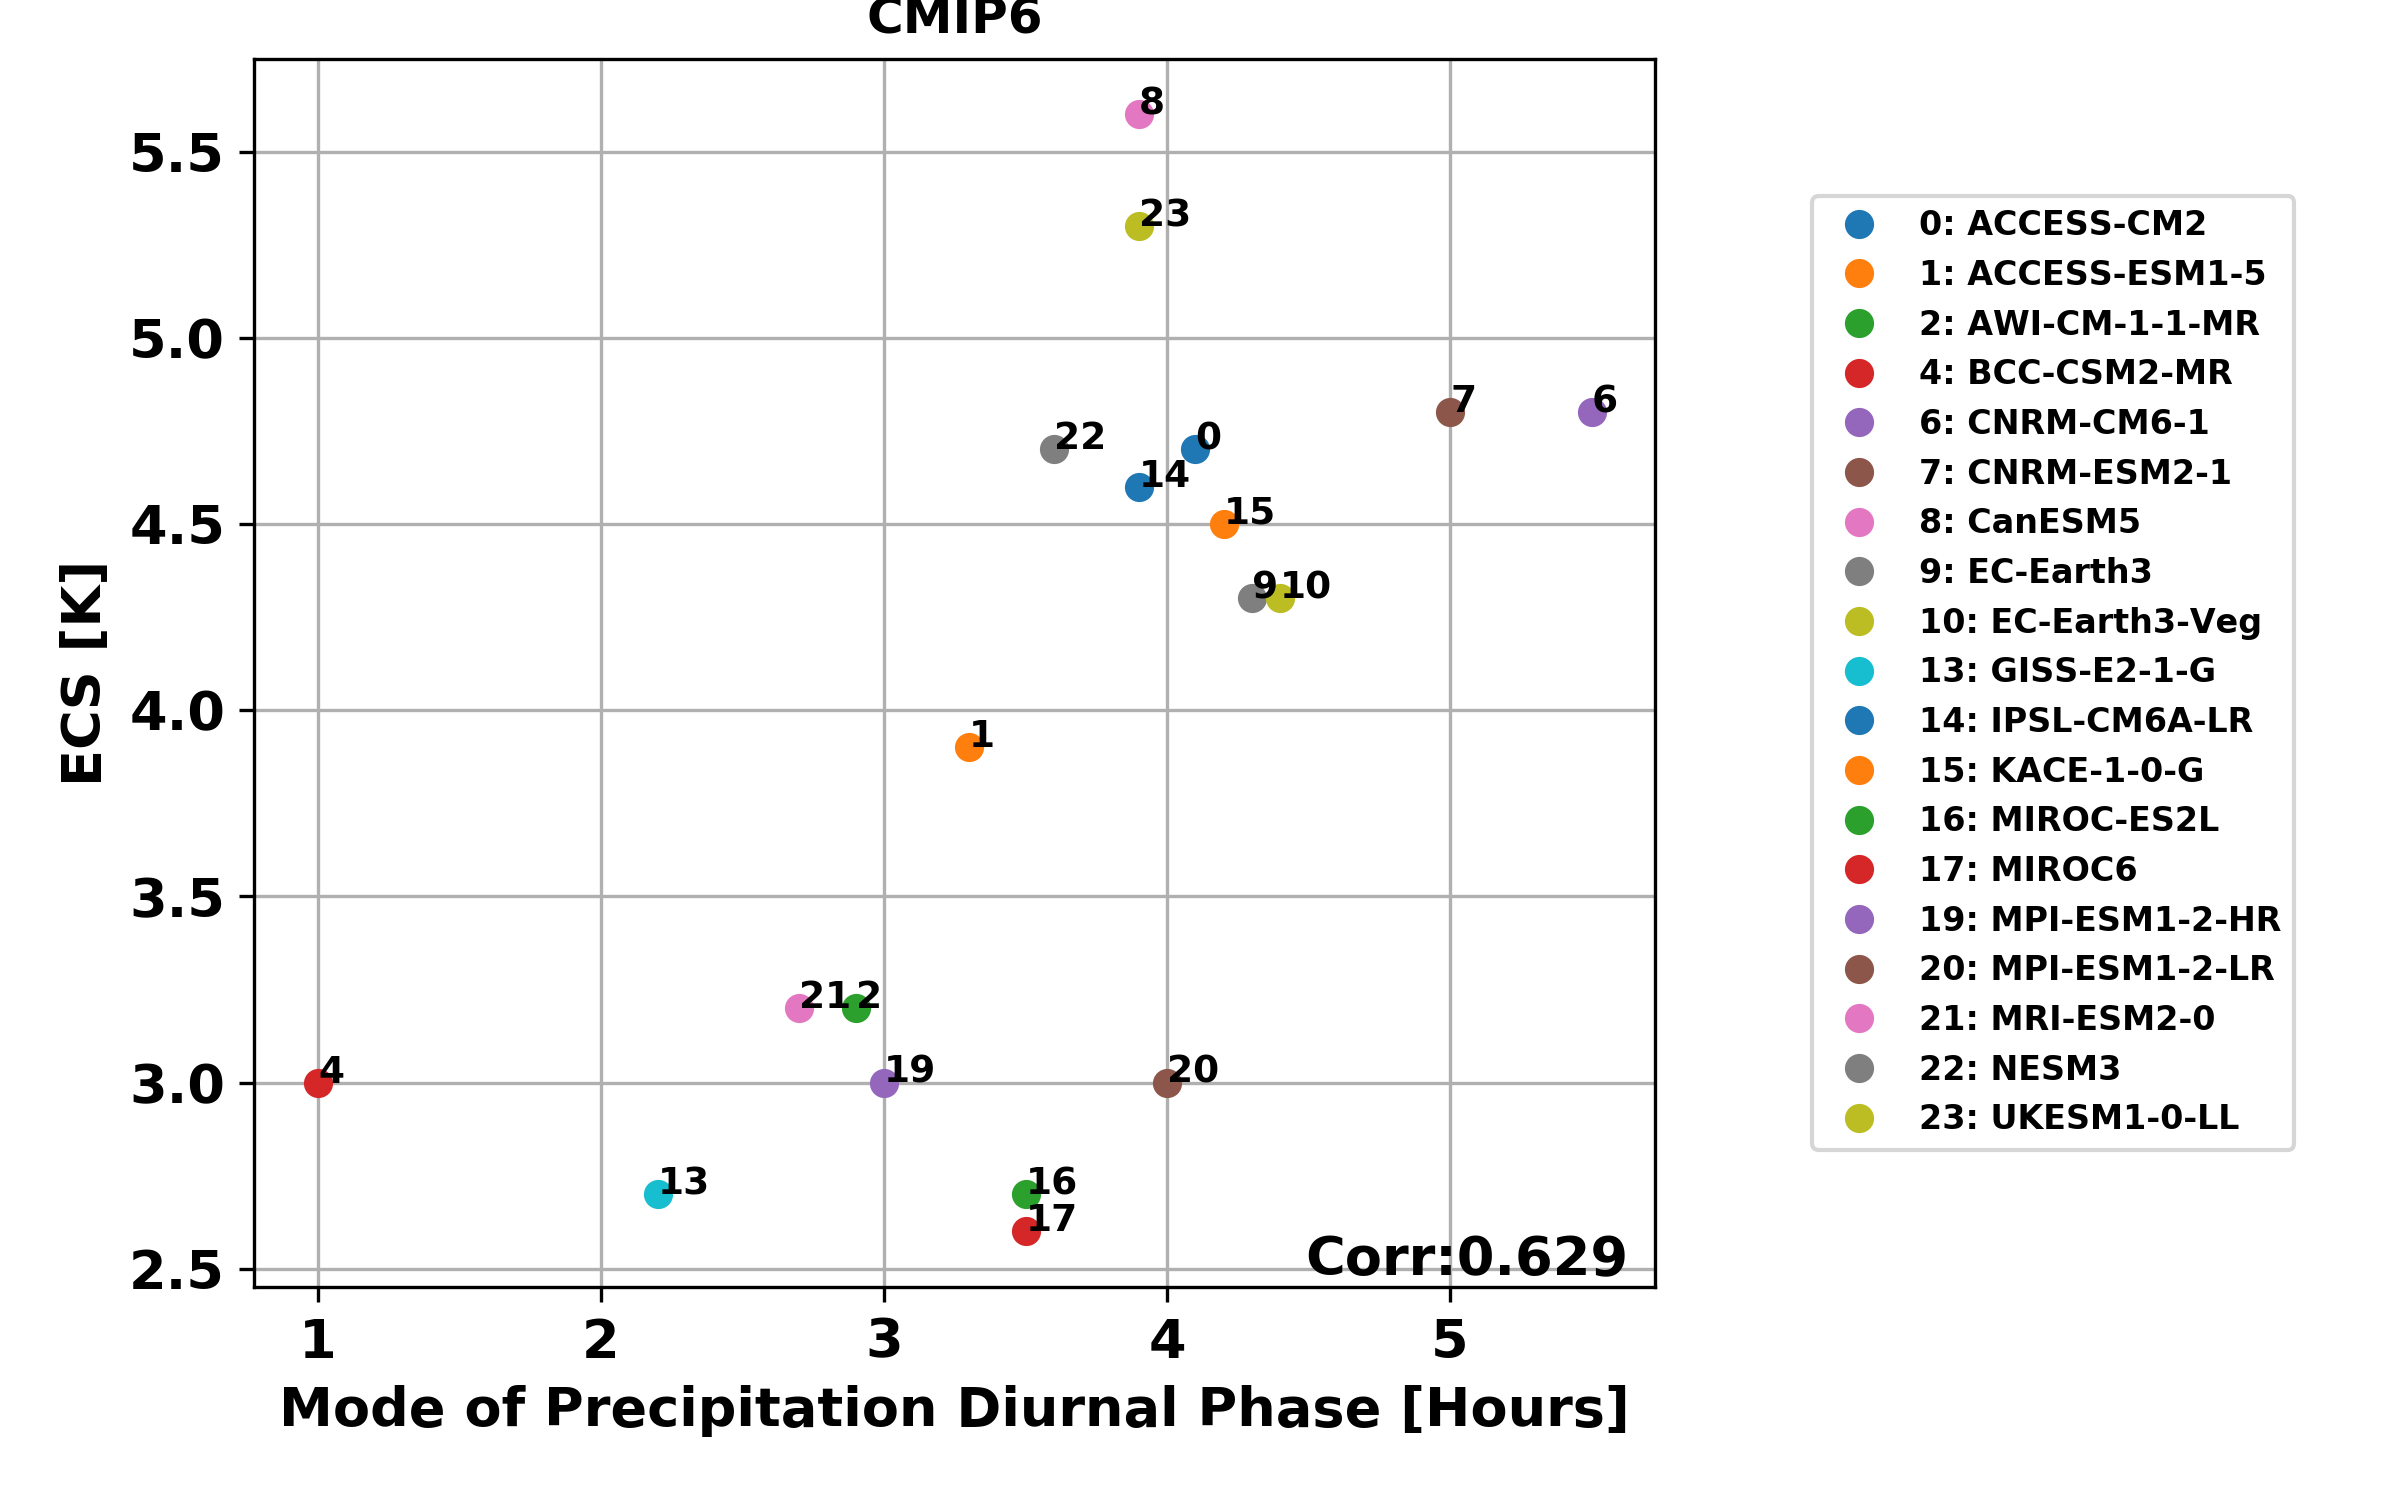 CMIP6
5.5
5.0
4.5
4.0
3.5
3.0
2.5
ECS [K]
8
23
7
6
22
0
14
15
9
10
1
21
2
4
19
20
13
16
17
Corr:0.629
1
2
3
4
5
Mode of Precipitation Diurnal Phase [Hours]
0: ACCESS-CM2
1: ACCESS-ESM1-5
2: AWI-CM-1-1-MR
4: BCC-CSM2-MR
6: CNRM-CM6-1
7: CNRM-ESM2-1
8: CanESM5
9: EC-Earth3
10: EC-Earth3-Veg
13: GISS-E2-1-G
14: IPSL-CM6A-LR
15: KACE-1-0-G
16: MIROC-ES2L
17: MIROC6
19: MPI-ESM1-2-HR
20: MPI-ESM1-2-LR
21: MRI-ESM2-0
22: NESM3
23: UKESM1-0-LL